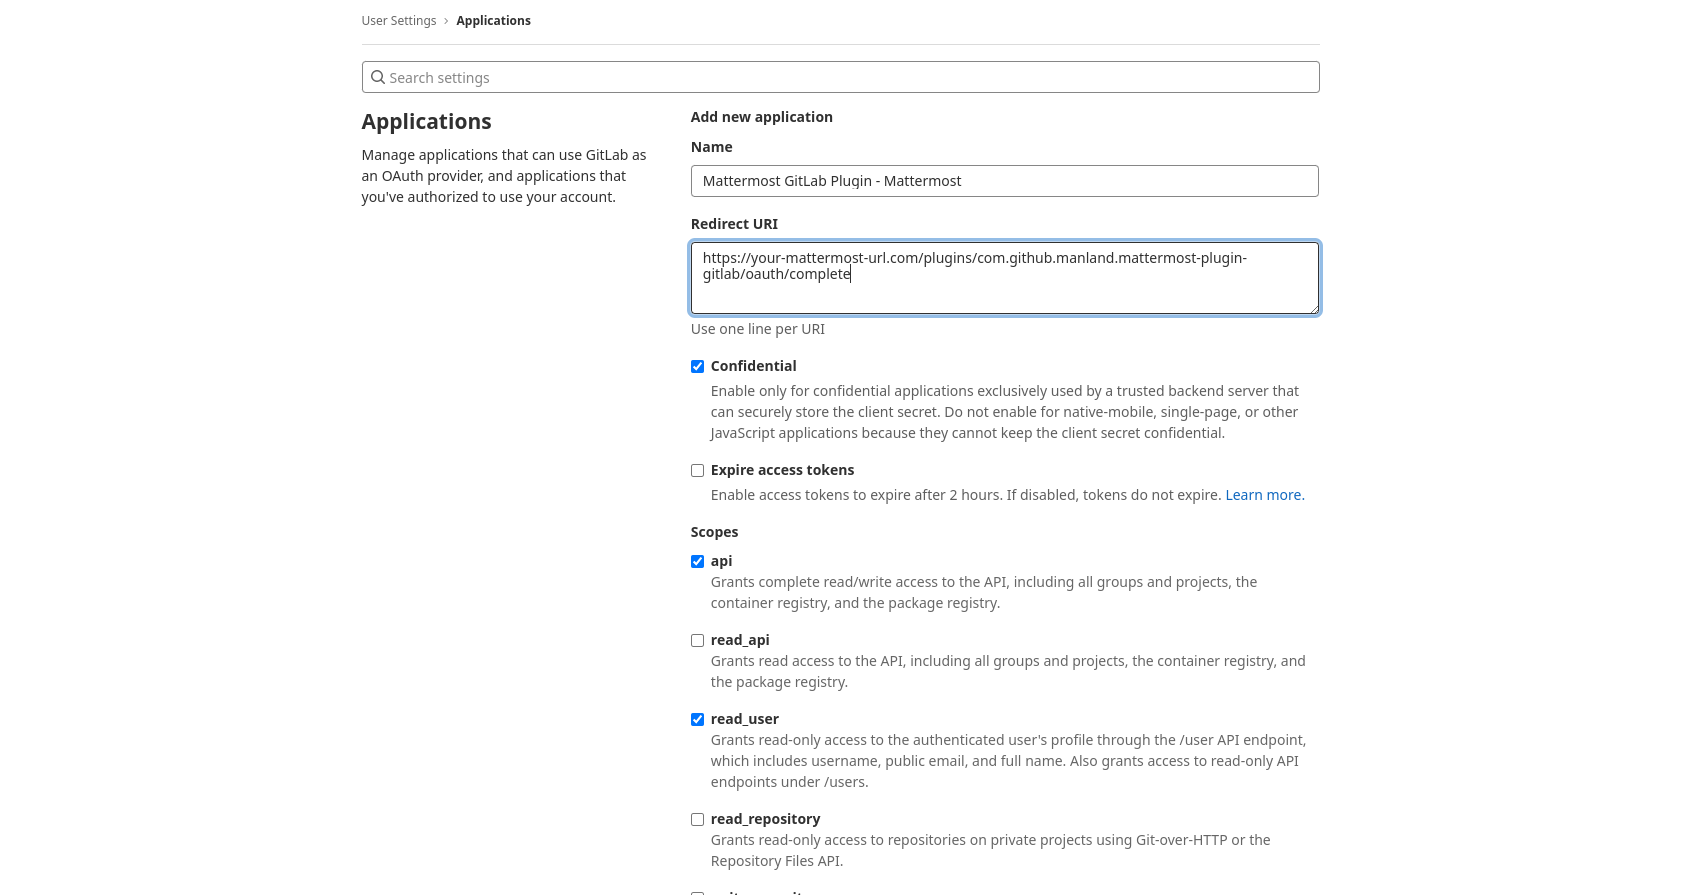 User Settings › Applications
Search settings
Applications
Manage applications that can use GitLab as
an OAuth provider, and applications that
you've authorized to use your account.
Add new application
Name
Mattermost GitLab Plugin - Mattermost
Redirect URI
https://your-mattermost-url.com/plugins/com.github.manland.mattermost-plugin-
gitlab/oauth/complete
Use one line per URI
Confidential
Enable only for confidential applications exclusively used by a trusted backend server that
can securely store the client secret. Do not enable for native-mobile, single-page, or other
JavaScript applications because they cannot keep the client secret confidential.
Expire access tokens
Enable access tokens to expire after 2 hours. If disabled, tokens do not expire. Learn more.
Scopes
api
Grants complete read/write access to the API, including all groups and projects, the
container registry, and the package registry.
read_api
Grants read access to the API, including all groups and projects, the container registry, and
the package registry.
read_user
Grants read-only access to the authenticated user's profile through the /user API endpoint,
which includes username, public email, and full name. Also grants access to read-only API
endpoints under /users.
read_repository
Grants read-only access to repositories on private projects using Git-over-HTTP or the
Repository Files API.